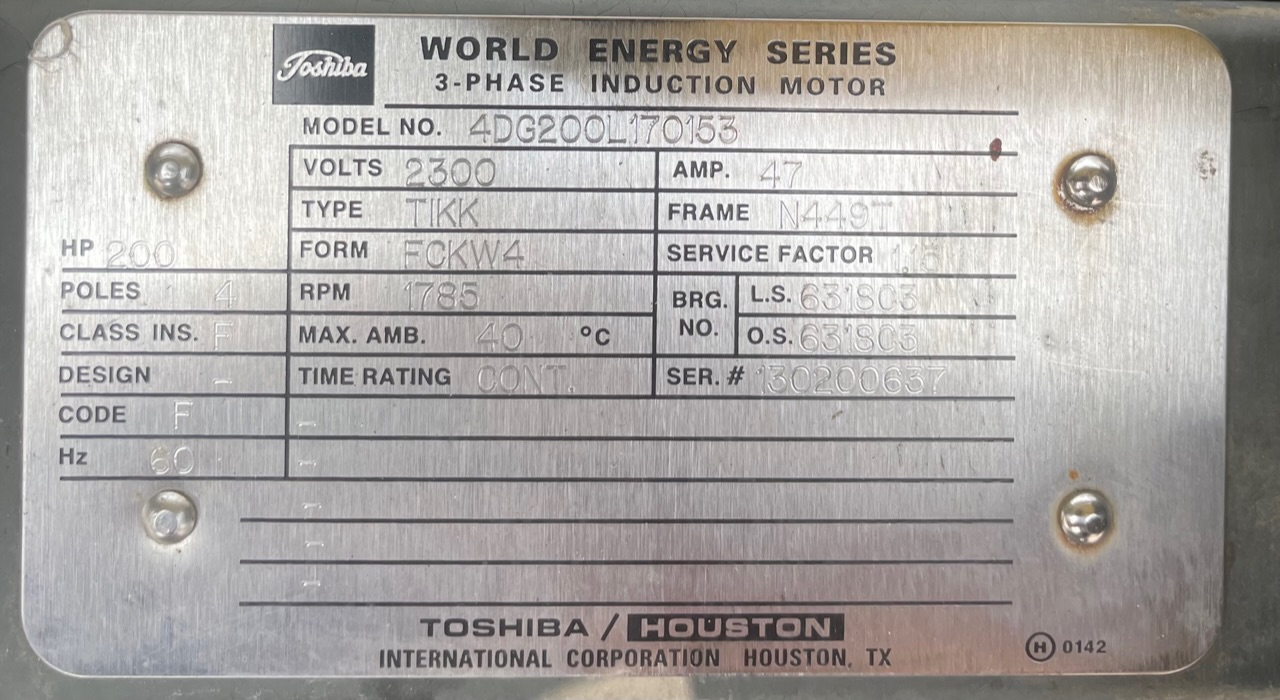 Toshiba
WORLD ENERGY SERIES
3-PHASE INDUCTION MOTOR
MODEL NO. 4DG200L170153
VOLTS 2300 AMP. 47
TYPE TIKK FRAME N449T
HP 200 FORM FCKW4 SERVICE FACTOR 1.15
POLES 4 RPM 1785 BRG. NO. L.S. 6318C3
CLASS INS. F MAX. AMB. 40 °C O.S. 6318C3
DESIGN - TIME RATING CONT. SER. # 130200637
CODE F -
Hz 60 -
-
-
-
TOSHIBA / HOUSTON
INTERNATIONAL CORPORATION HOUSTON, TX
H 0142